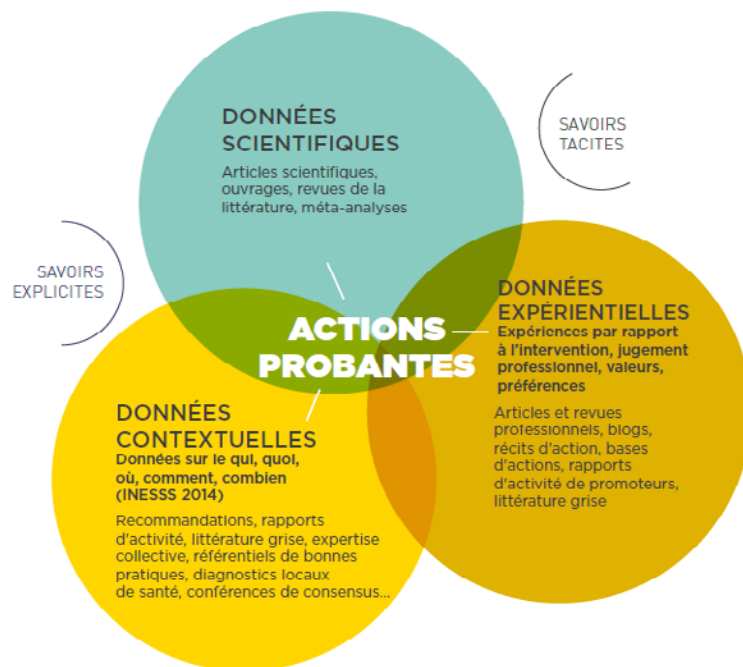 DONNÉES
SCIENTIFIQUES
Articles scientifiques,
ouvrages, revues de la
littérature, méta-analyses
SAVOIRS
TACITES
SAVOIRS
EXPLICITES
ACTIONS
PROBANTES
DONNÉES
EXPÉRIENTIELLES
Expériences par rapport
à l'intervention, jugement
professionnel, valeurs,
préférences
Articles et revues
professionnels, blogs,
récits d'action, bases
d'actions, rapports
d'activité de promoteurs,
littérature grise
DONNÉES
CONTEXTUELLES
Données sur le qui, quoi,
où, comment, combien
(INESSS 2014)
Recommandations, rapports
d'activité, littérature grise, expertise
collective, référentiels de bonnes
pratiques, diagnostics locaux
de santé, conférences de consensus...